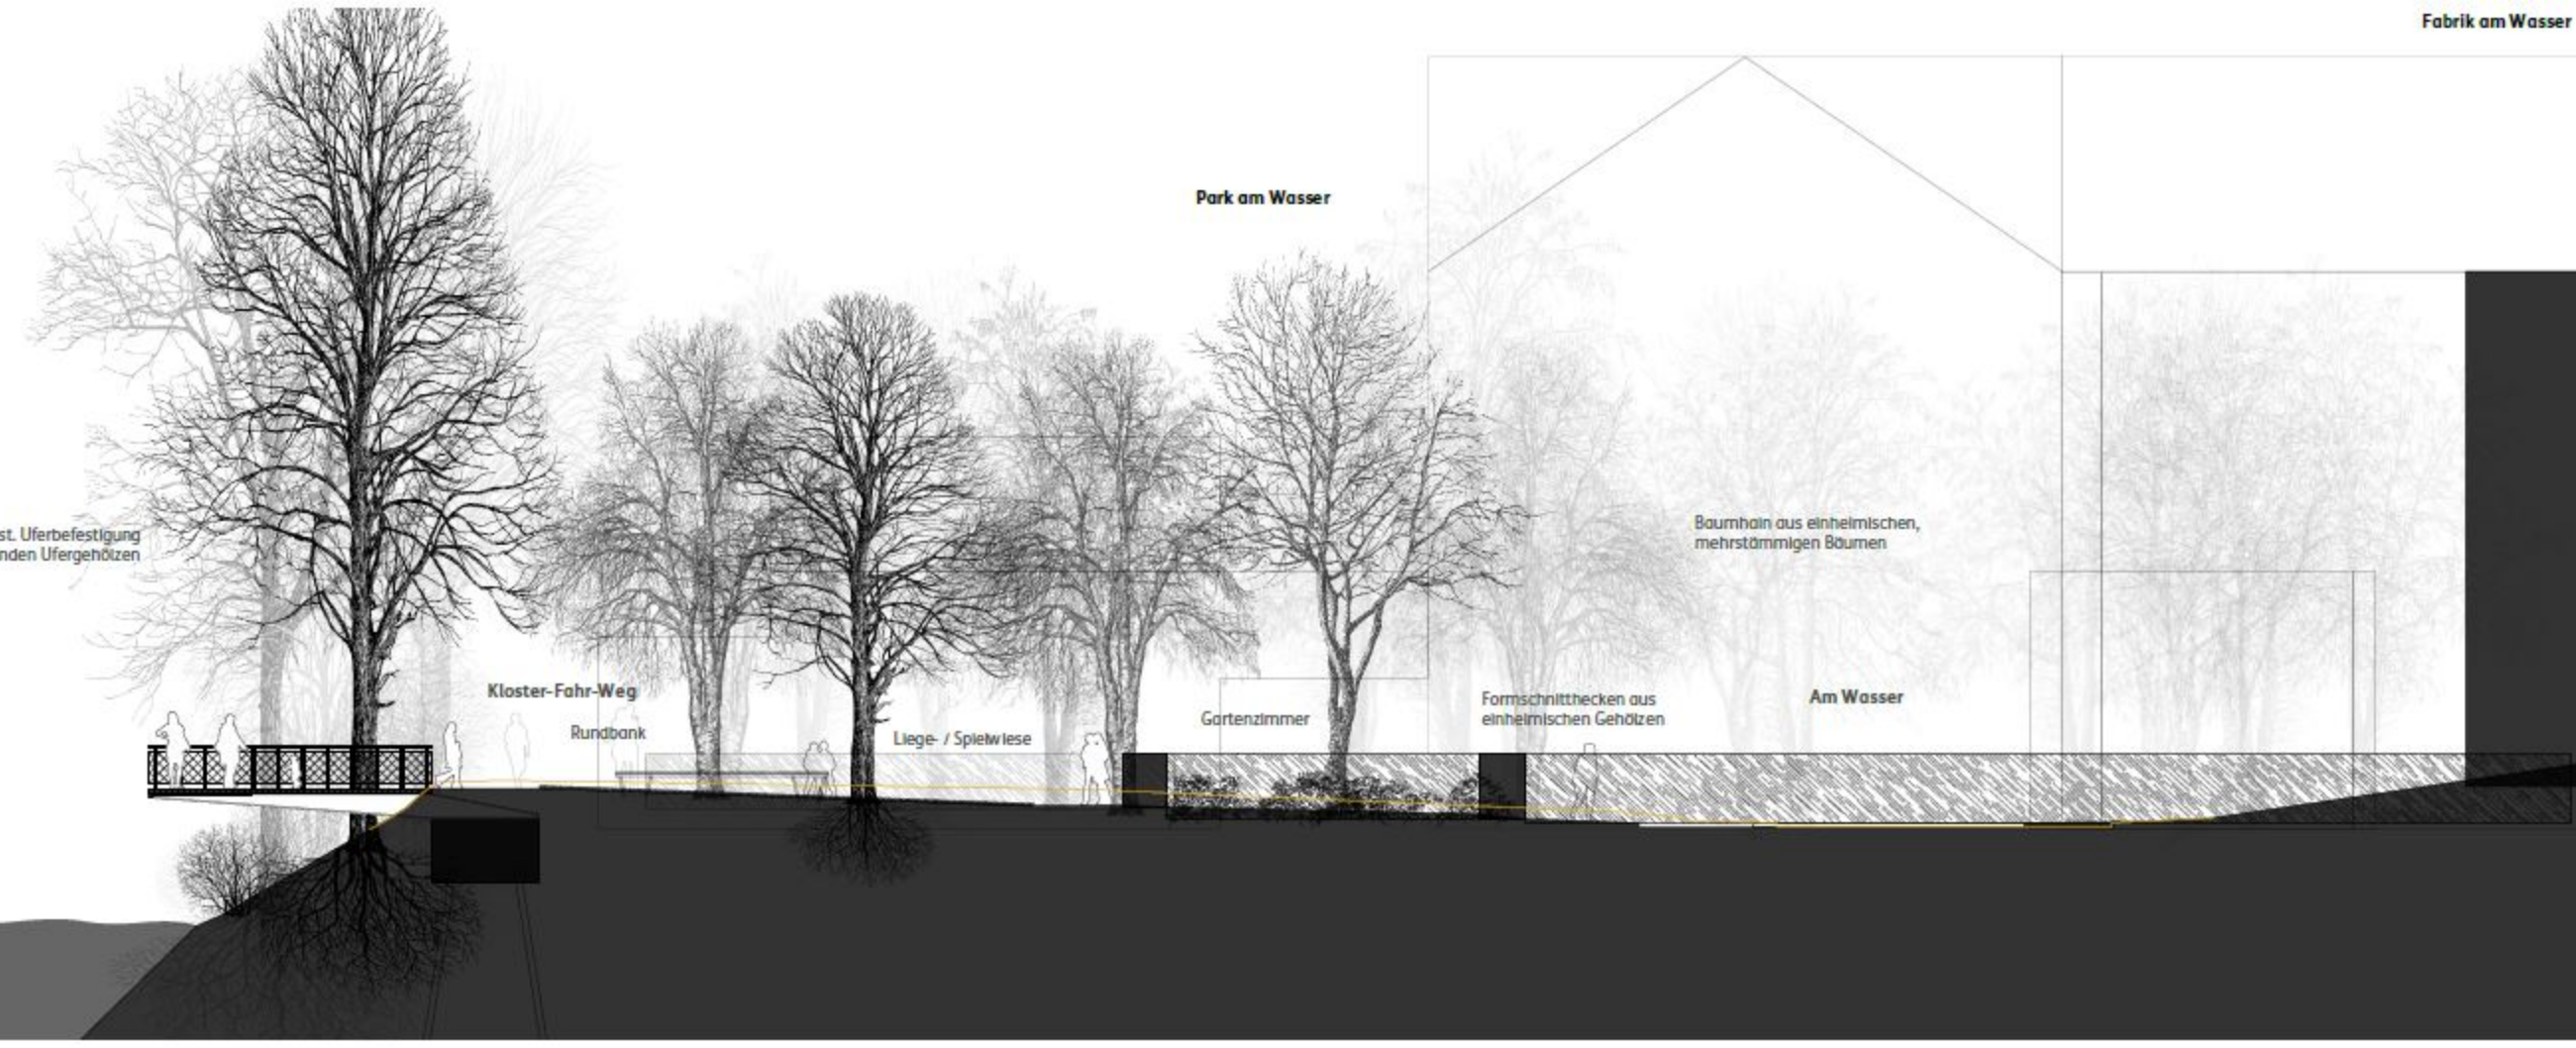 Fabrik am Wasser
Park am Wasser
st. Uferbefestigung
nden Ufergehölzen
Baumhain aus einheimischen,
mehrstämmigen Bäumen
Kloster-Fahr-Weg
Rundbank
Liege- / Spielwiese
Gartenzimmer
Formschnitthecken aus
einheimischen Gehölzen
Am Wasser